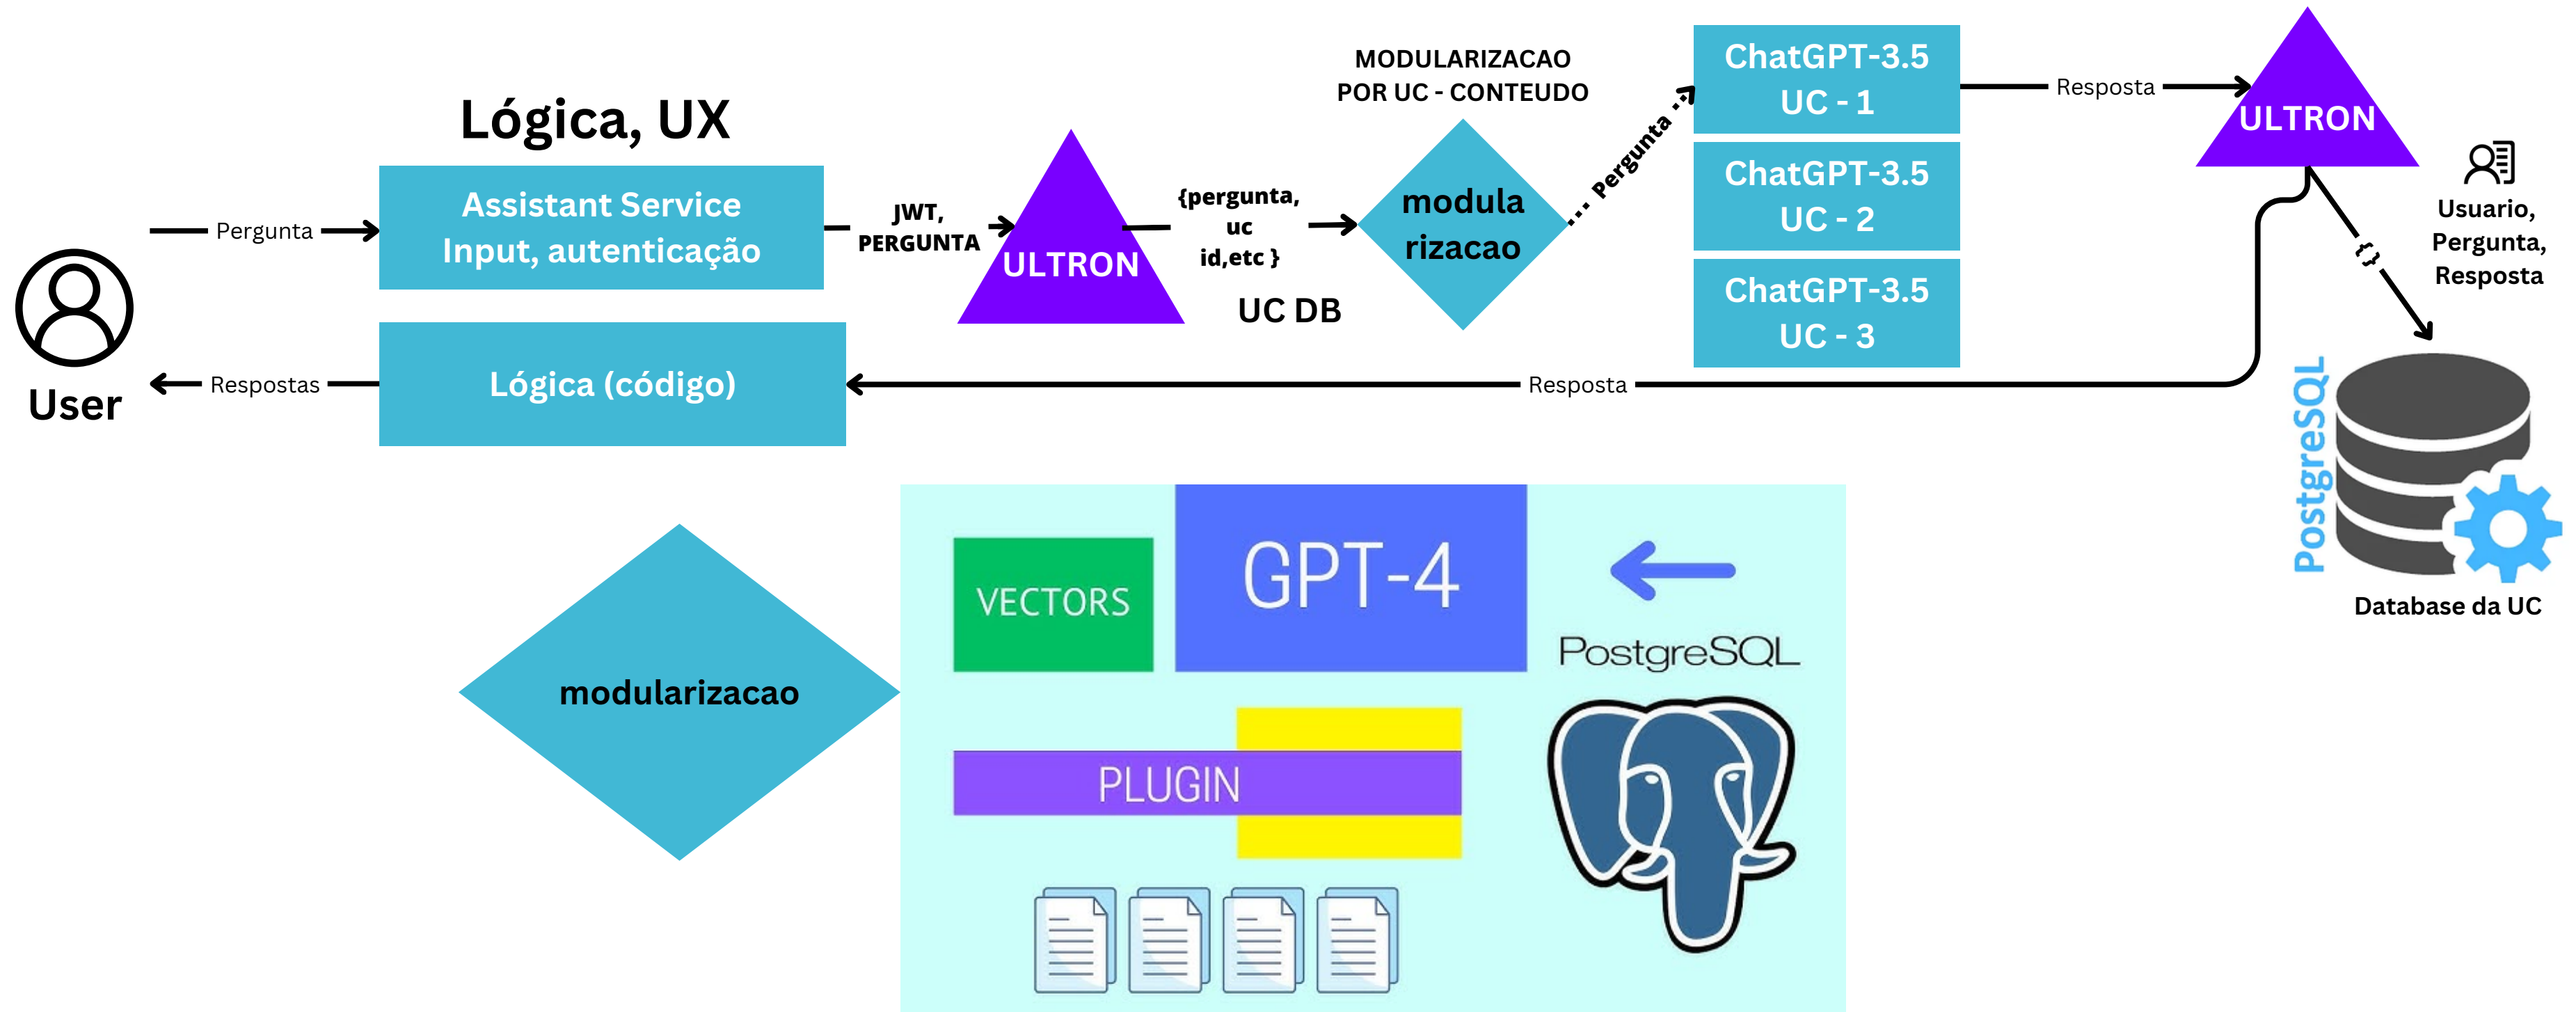 Lógica, UX
Pergunta
Assistant Service
Input, autenticação
JWT,
PERGUNTA
ULTRON
{pergunta,
uc
id,etc }
UC DB
MODULARIZACAO
POR UC - CONTEUDO
modula
rizacao
Pergunta
ChatGPT-3.5
UC - 1
ChatGPT-3.5
UC - 2
ChatGPT-3.5
UC - 3
Resposta
ULTRON
{}
Usuario,
Pergunta,
Resposta
PostgreSQL
Database da UC
User
Respostas
Lógica (código)
Resposta
modularizacao
VECTORS
GPT-4
PostgreSQL
PLUGIN